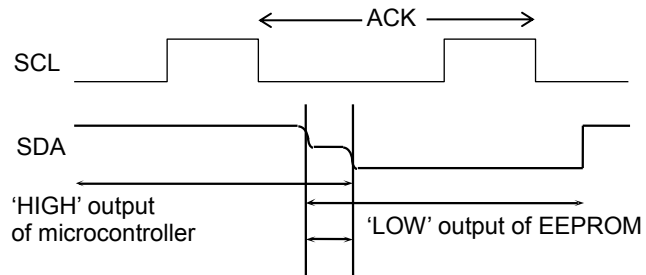 ACK
SCL
SDA
‘HIGH’ output
of microcontroller
‘LOW’ output of EEPROM